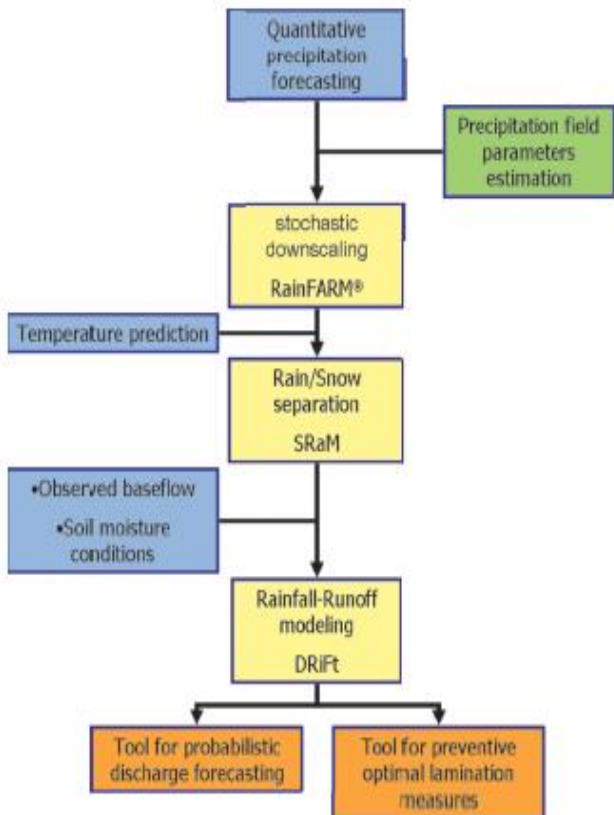 Quantitative
precipitation
forecasting
Precipitation field
parameters
estimation
stochastic
downscaling
RainFARM®
Temperature prediction
Rain/Snow
separation
SRaM
•Observed baseflow
•Soil moisture
conditions
Rainfall-Runoff
modeling
DRiFt
Tool for probabilistic
discharge forecasting
Tool for preventive
optimal lamination
measures